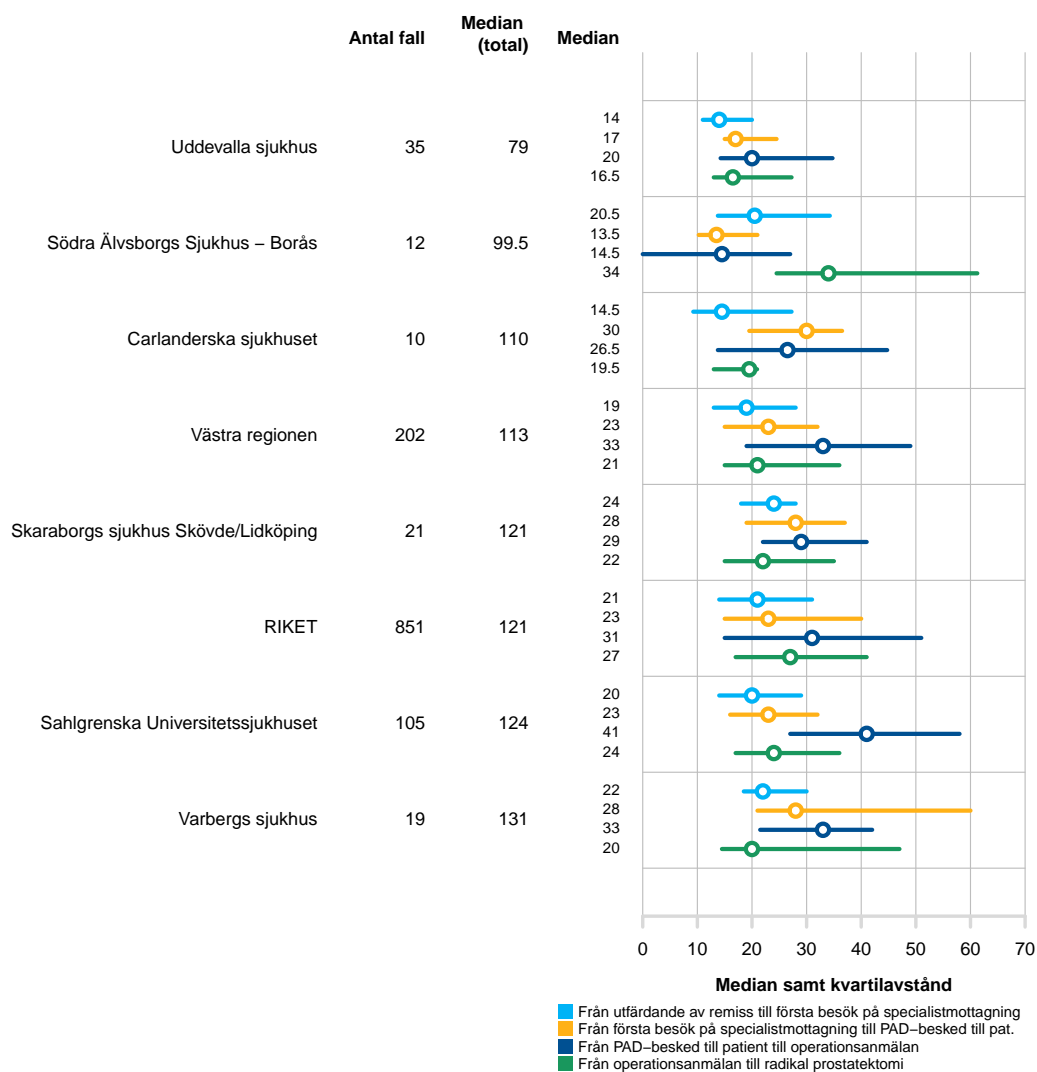 Antal fall Median (total) Median
14
17
Uddevalla sjukhus 35 79
20
16.5
20.5
13.5
Södra Älvsborgs Sjukhus − Borås 12 99.5
14.5
34
14.5
30
Carlanderska sjukhuset 10 110
26.5
19.5
19
23
Västra regionen 202 113
33
21
24
28
Skaraborgs sjukhus Skövde/Lidköping 21 121
29
22
21
23
RIKET 851 121
31
27
20
23
Sahlgrenska Universitetssjukhuset 105 124
41
24
22
28
Varbergs sjukhus 19 131
33
20
0 10 20 30 40 50 60 70
Median samt kvartilavstånd
Från utfärdande av remiss till första besök på specialistmottagning
Från första besök på specialistmottagning till PAD−besked till pat.
Från PAD−besked till patient till operationsanmälan
Från operationsanmälan till radikal prostatektomi